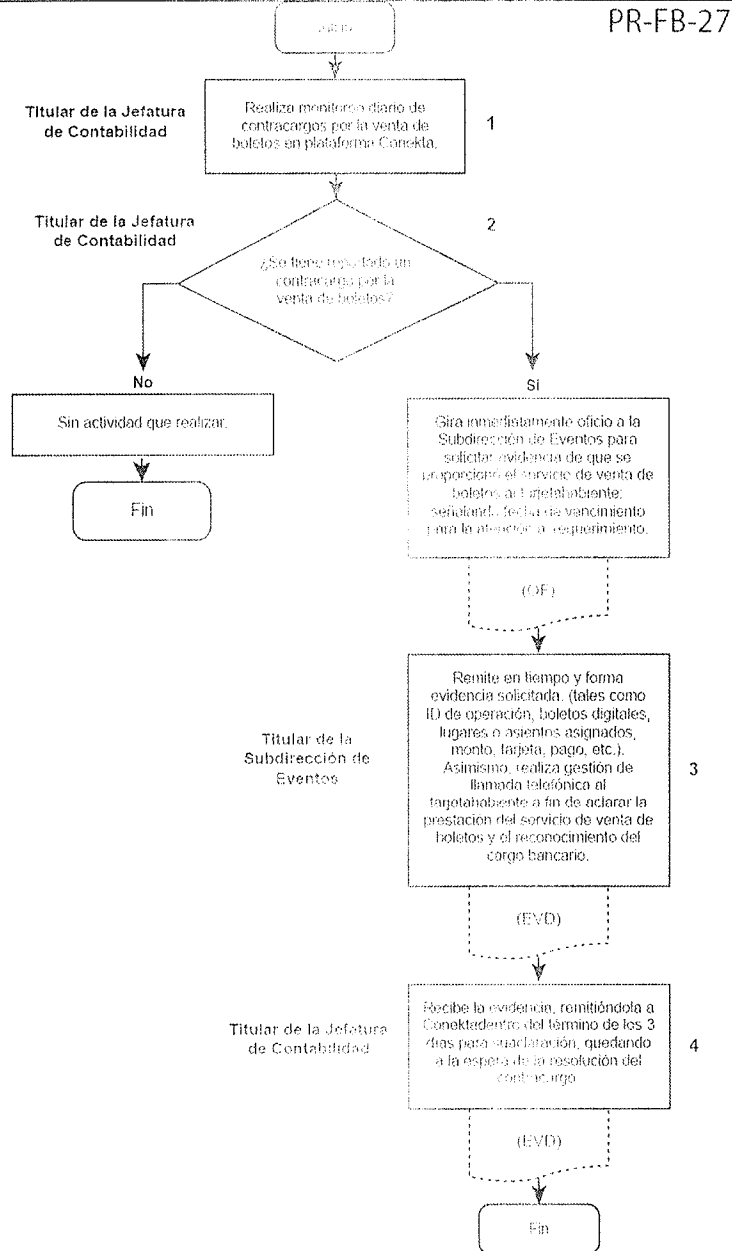 PR-FB-27
Inicio
Titular de la Jefatura
de Contabilidad
Realiza monitoreo diario de
contracargos por la venta de
boletos en plataforma Conekta.
1
Titular de la Jefatura
de Contabilidad
2
¿Se tiene reportado un
contracargo por la
venta de boletos?
No
Si
Sin actividad que realizar.
Fin
Gira inmediatamente oficio a la
Subdirección de Eventos para
solicitar evidencia de que se
proporcionó el servicio de venta de
boletos al tarjetahabiente;
señalando fecha de vencimiento
para la atención a requerimiento.
(OF)
Titular de la
Subdirección de
Eventos
Remite en tiempo y forma
evidencia solicitada. (tales como
ID de operación, boletos digitales,
lugares o asientos asignados,
monto, tarjeta, pago, etc.).
Asimismo, realiza gestión de
llamada telefónica al
tarjetahabiente a fin de aclarar la
prestación del servicio de venta de
boletos y el reconocimiento del
cargo bancario.
3
(EVD)
Titular de la Jefatura
de Contabilidad
Recibe la evidencia, remitiéndola a
Conektadentro del término de los 3
días para suaclaración, quedando
a la espera de la resolución del
contracargo
4
(EVD)
Fin